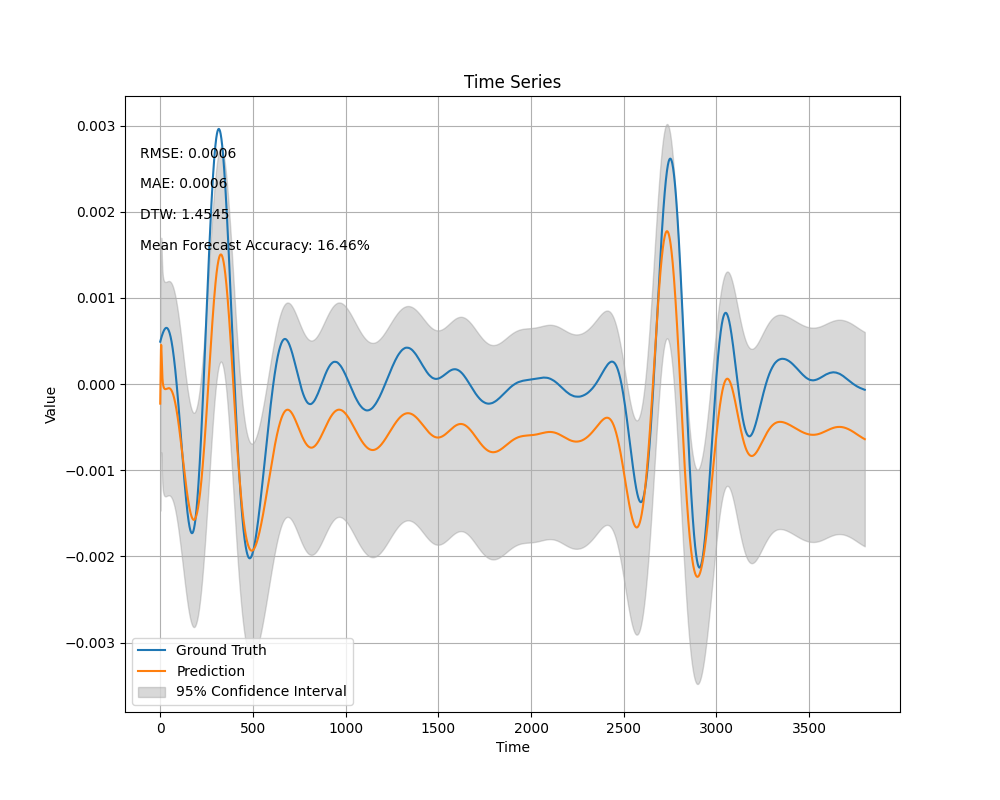 Time Series
0.003
0.002
0.001
0.000
−0.001
−0.002
−0.003
Value
RMSE: 0.0006
MAE: 0.0006
DTW: 1.4545
Mean Forecast Accuracy: 16.46%
Ground Truth
Prediction
95% Confidence Interval
0 500 1000 1500 2000 2500 3000 3500
Time